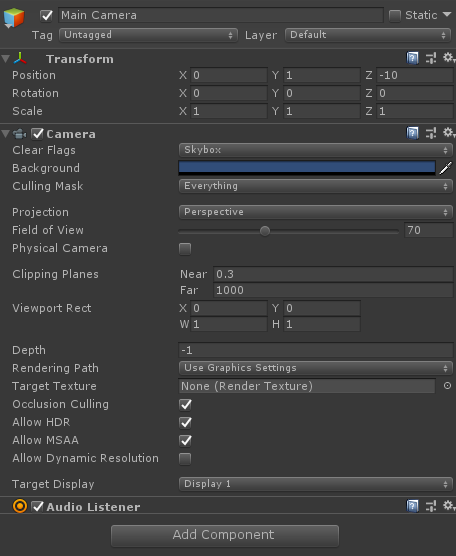 Main Camera Static
Tag Untagged Layer Default
Transform
Position X 0 Y 1 Z -10
Rotation X 0 Y 0 Z 0
Scale X 1 Y 1 Z 1
Camera
Clear Flags Skybox
Background
Culling Mask Everything
Projection Perspective
Field of View 70
Physical Camera
Clipping Planes Near 0.3
Far 1000
Viewport Rect X 0 Y 0
W 1 H 1
Depth -1
Rendering Path Use Graphics Settings
Target Texture None (Render Texture)
Occlusion Culling
Allow HDR
Allow MSAA
Allow Dynamic Resolution
Target Display Display 1
Audio Listener
Add Component